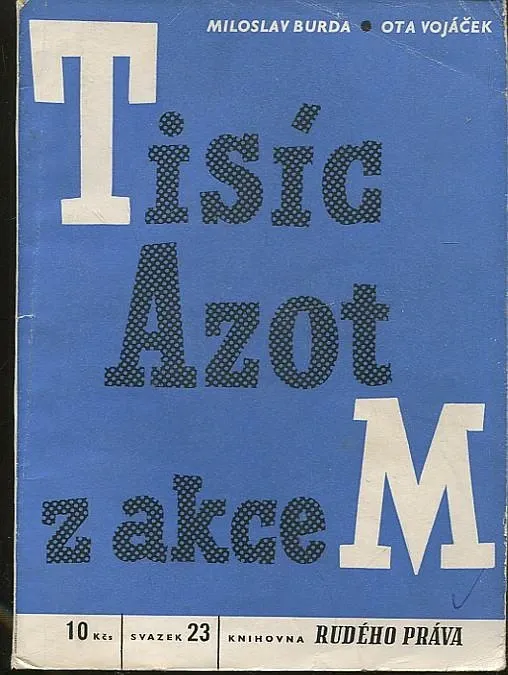 MILOSLAV BURDA ● OTA VOJÁČEK
Tisíc
Azot
z akce M
10 Kčs SVAZEK 23 KNIHOVNA RUDÉHO PRÁVA